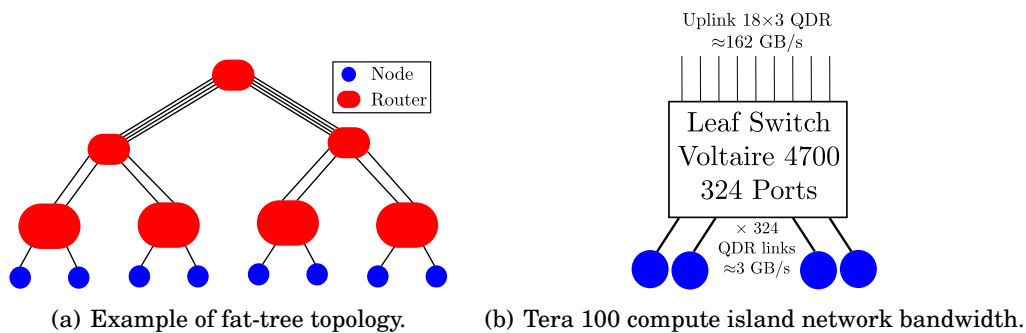 Node
Router
(a) Example of fat-tree topology.
Uplink 18×3 QDR
≈162 GB/s
Leaf Switch
Voltaire 4700
324 Ports
× 324
QDR links
≈3 GB/s
(b) Tera 100 compute island network bandwidth.